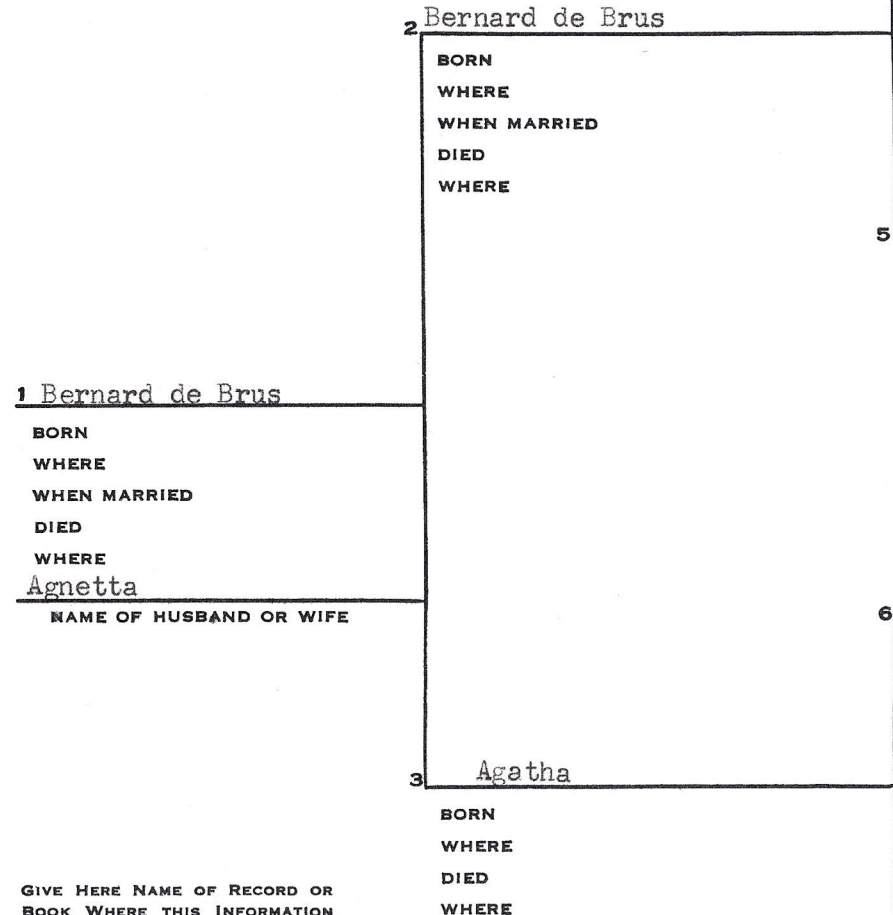 2 Bernard de Brus
BORN
WHERE
WHEN MARRIED
DIED
WHERE
5
1 Bernard de Brus
BORN
WHERE
WHEN MARRIED
DIED
WHERE
Agnetta
NAME OF HUSBAND OR WIFE
6
3 Agatha
BORN
WHERE
DIED
WHERE
GIVE HERE NAME OF RECORD OR
BOOK WHERE THIS INFORMATION